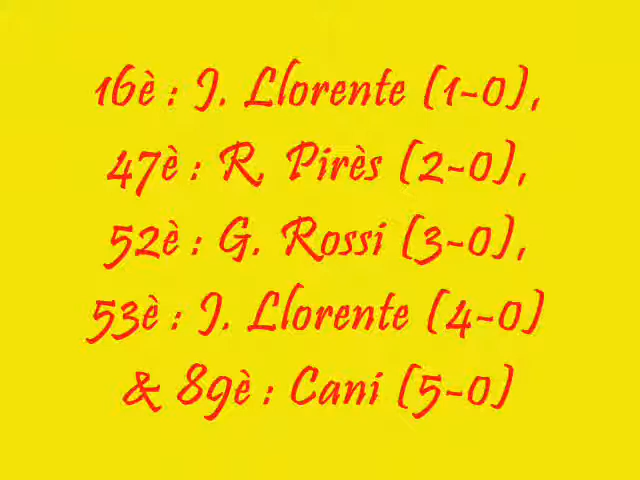 16è : J. Llorente (1-0),
47è : R. Pirès (2-0),
52è : G. Rossi (3-0),
53è : J. Llorente (4-0)
& 89è : Cani (5-0)